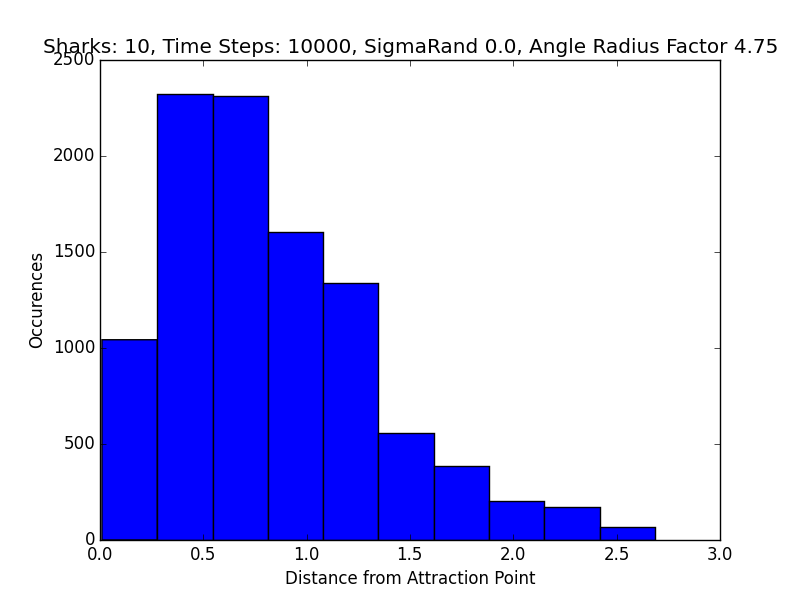 Sharks: 10, Time Steps: 10000, SigmaRand 0.0, Angle Radius Factor 4.75
2500
2000
1500
1000
500
0
Occurences
0.0 0.5 1.0 1.5 2.0 2.5 3.0
Distance from Attraction Point